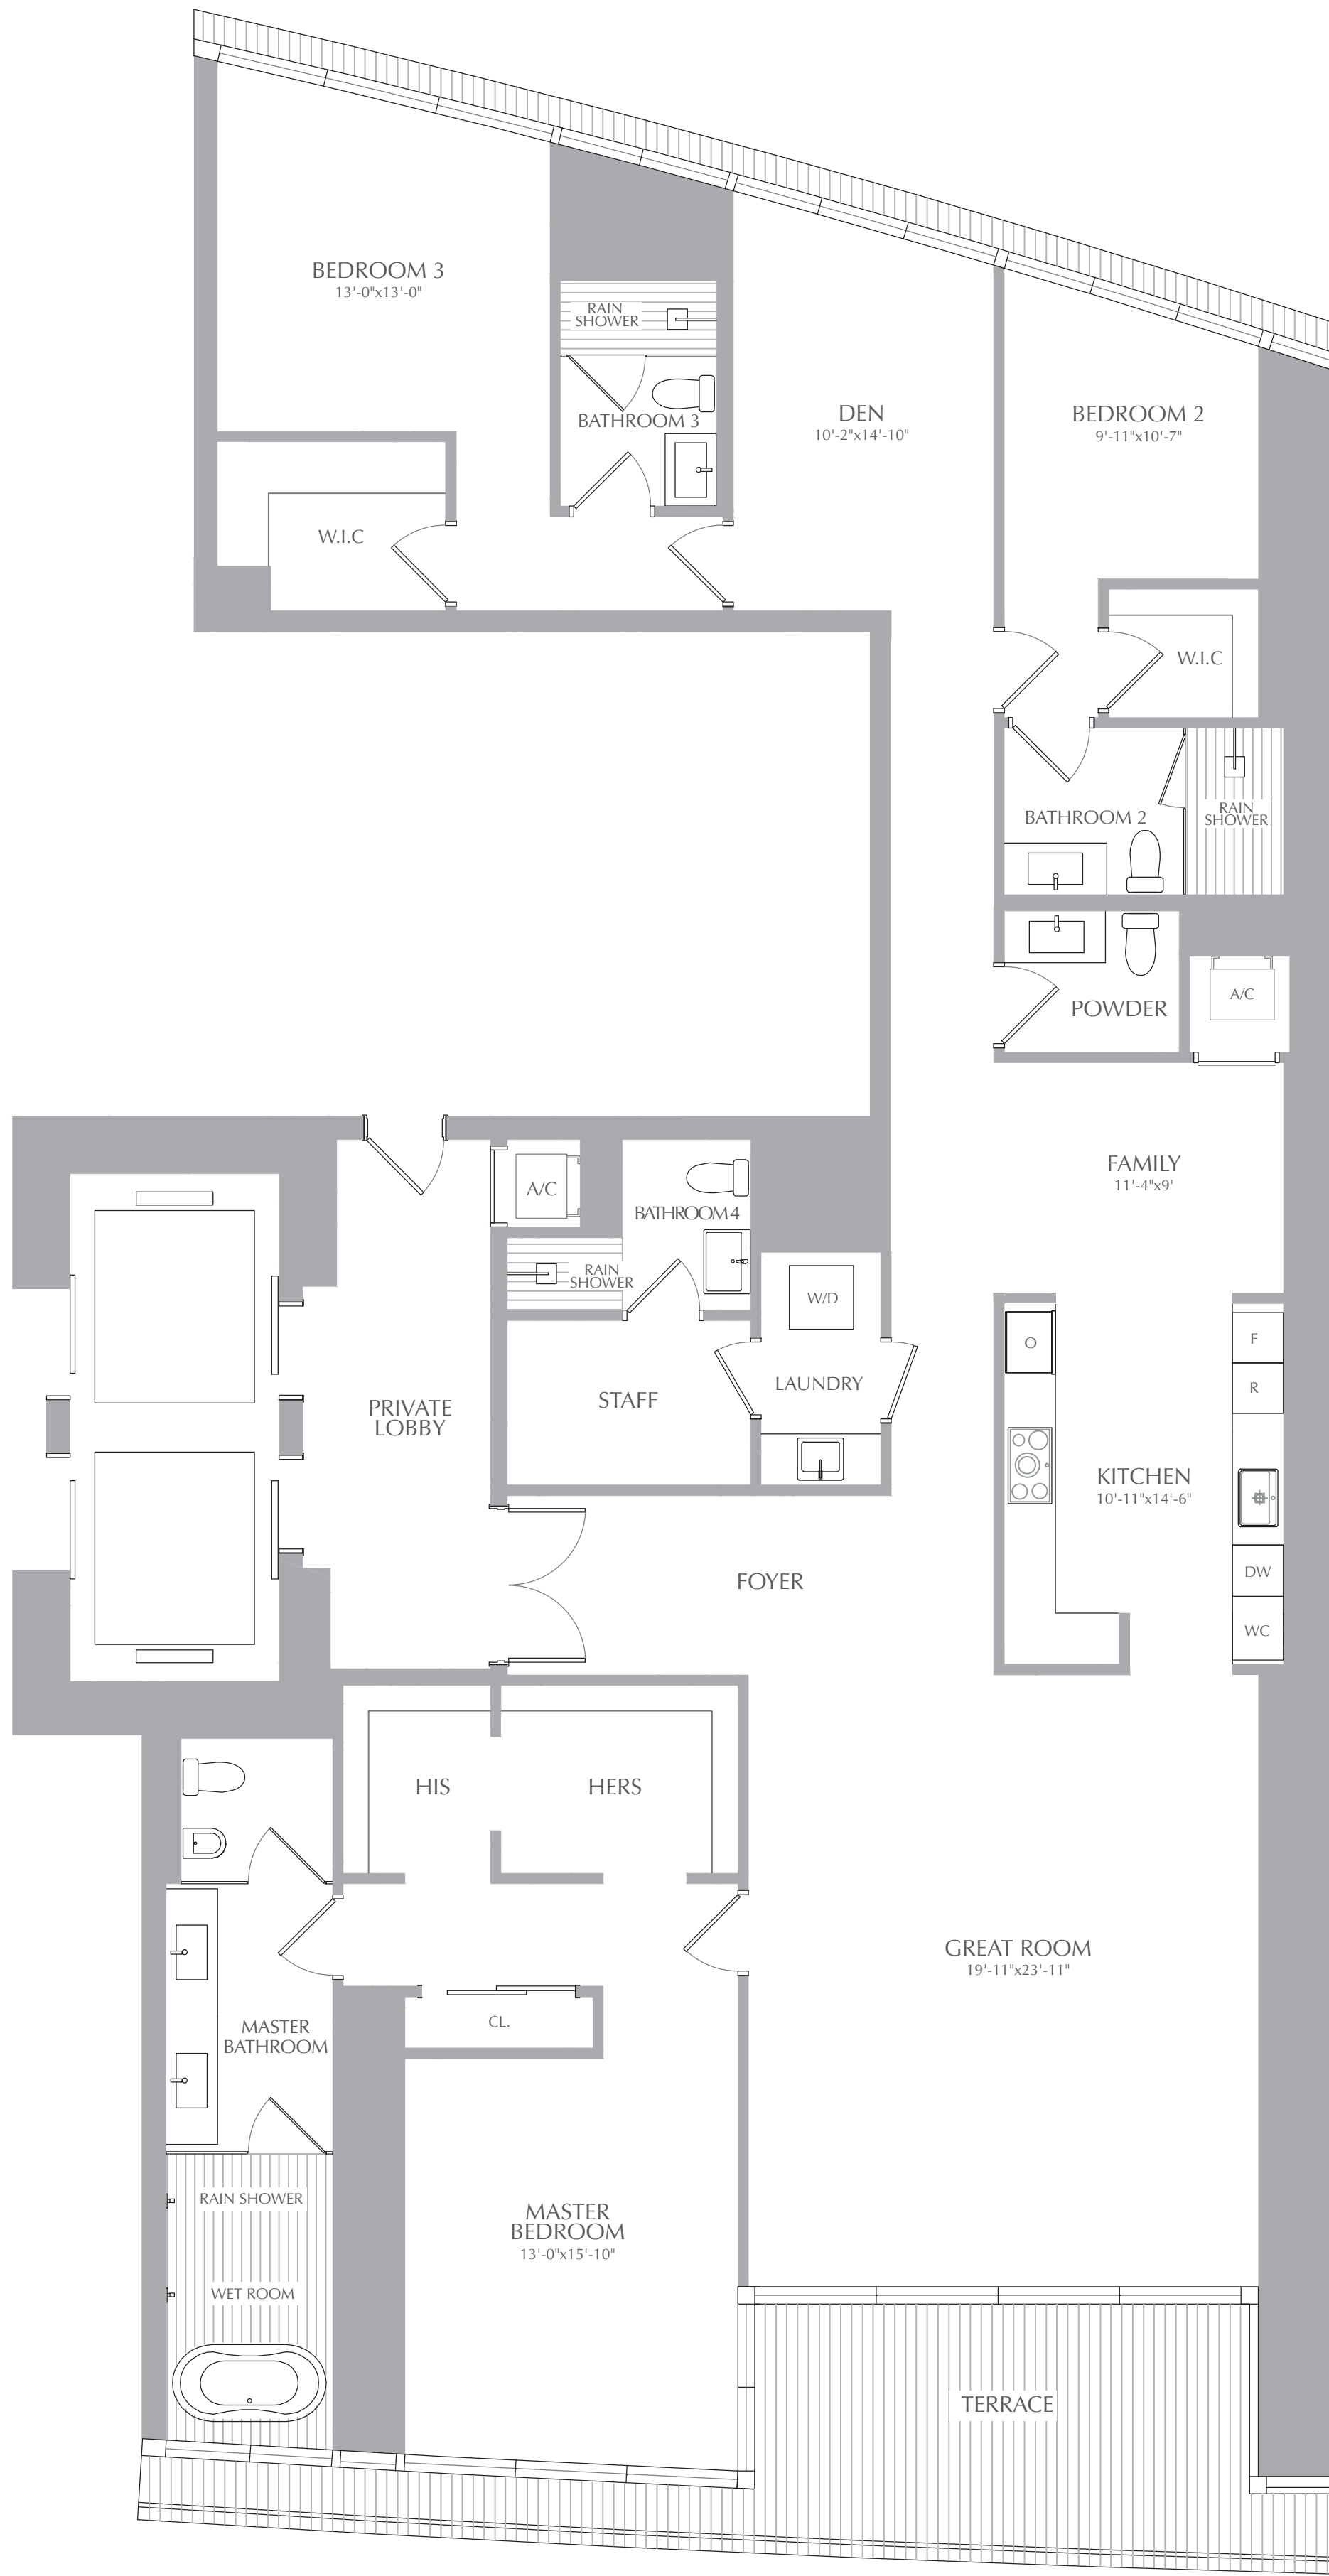 BEDROOM 3
13'-0"x13'-0"
RAIN
SHOWER
BATHROOM 3
DEN
10'-2"x14'-10"
BEDROOM 2
9'-11"x10'-7"
W.I.C
W.I.C
BATHROOM 2
RAIN
SHOWER
POWDER
A/C
FAMILY
11'-4"x9'
A/C
BATHROOM 4
RAIN
SHOWER
W/D
LAUNDRY
STAFF
PRIVATE
LOBBY
O
F
R
KITCHEN
10'-11"x14'-6"
DW
WC
FOYER
HIS
HERS
GREAT ROOM
19'-11"x23'-11"
CL.
MASTER
BATHROOM
RAIN SHOWER
WET ROOM
MASTER
BEDROOM
13'-0"x15'-10"
TERRACE